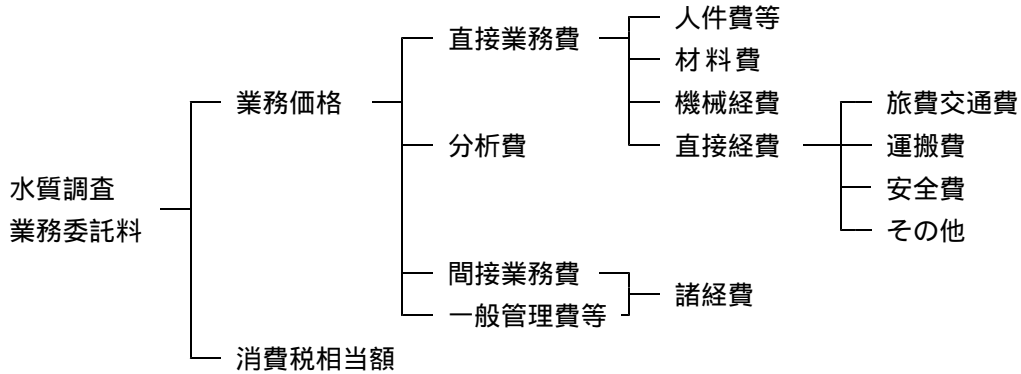 人件費等
直接業務費
材料費
業務価格
機械経費
旅費交通費
分析費
直接経費
運搬費
水質調査
安全費
業務委託料
その他
間接業務費
諸経費
一般管理費等
消費税相当額